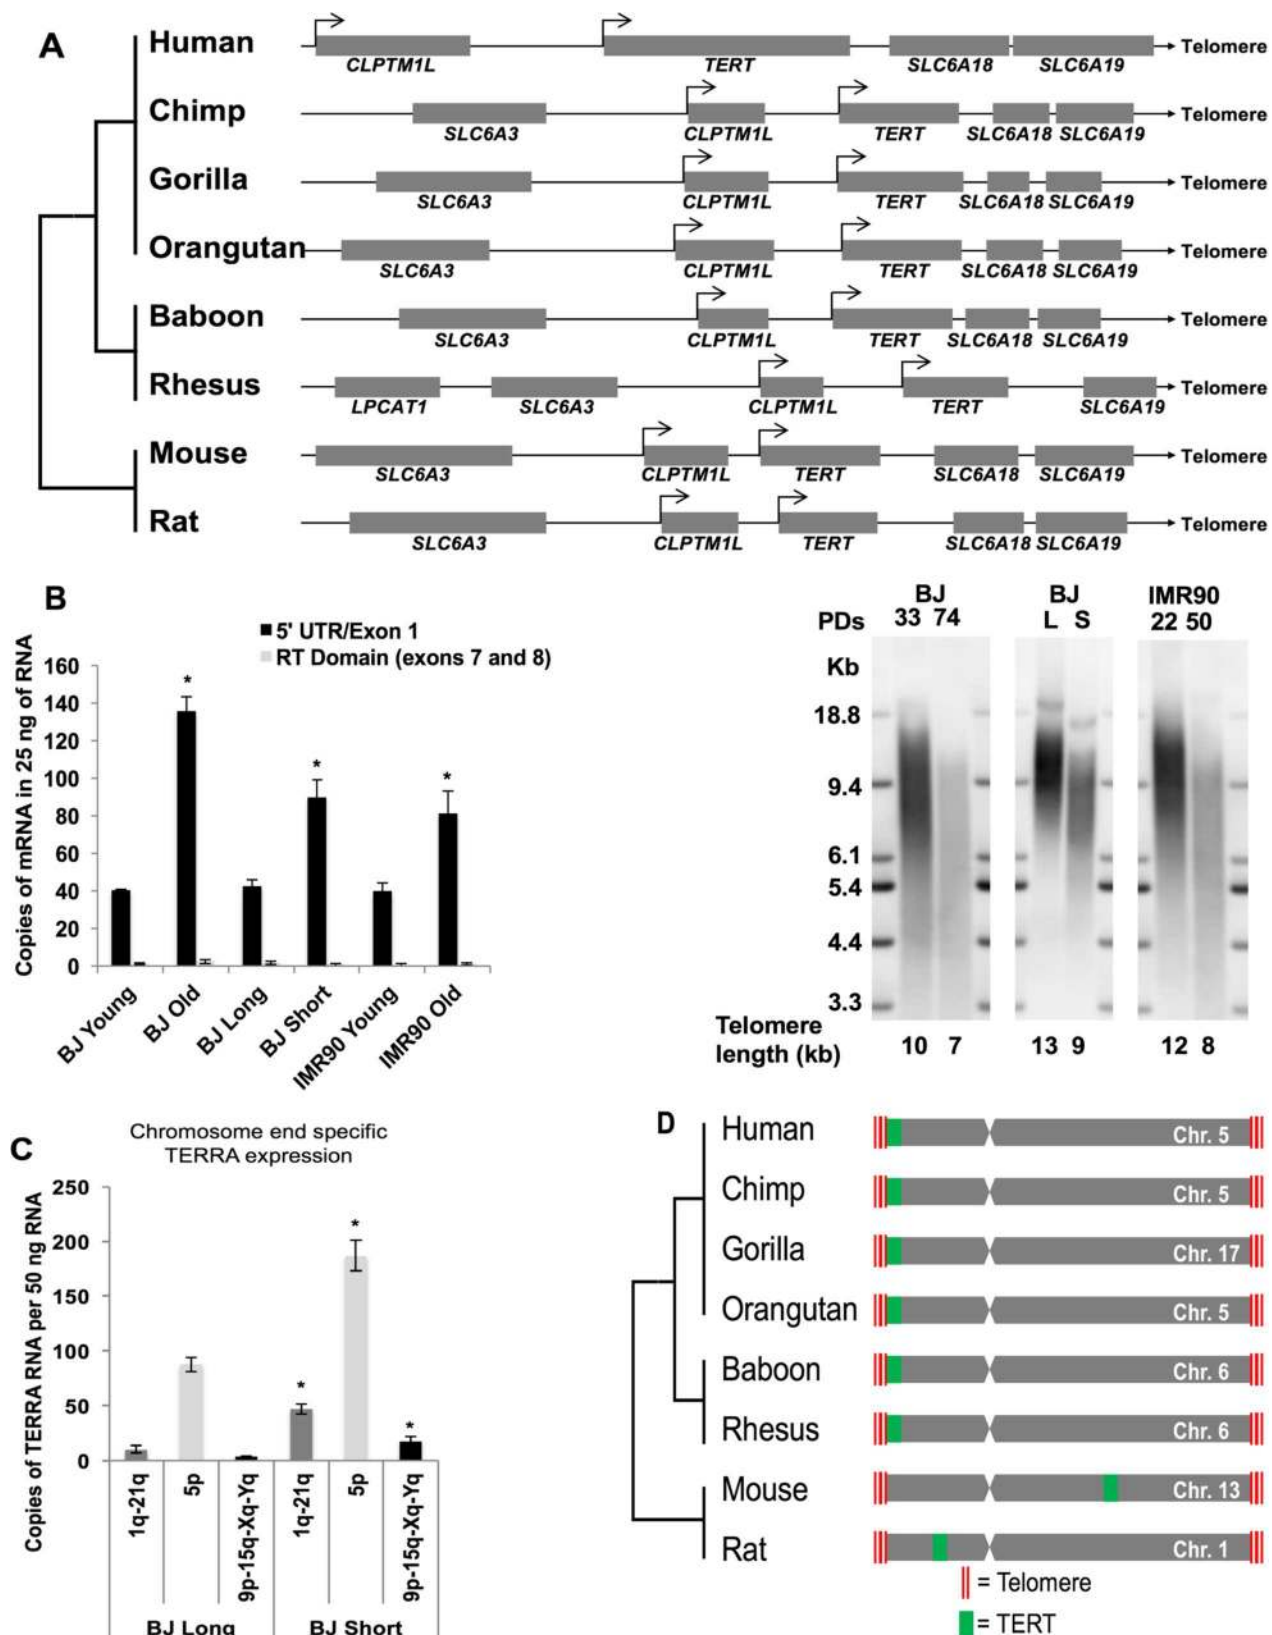 A
Human
CLPTM1L TERT SLC6A18 SLC6A19
Telomere
Chimp
SLC6A3 CLPTM1L TERT SLC6A18 SLC6A19
Telomere
Gorilla
SLC6A3 CLPTM1L TERT SLC6A18 SLC6A19
Telomere
Orangutan
SLC6A3 CLPTM1L TERT SLC6A18 SLC6A19
Telomere
Baboon
SLC6A3 CLPTM1L TERT SLC6A18 SLC6A19
Telomere
Rhesus
LPCAT1 SLC6A3 CLPTM1L TERT SLC6A19
Telomere
Mouse
SLC6A3 CLPTM1L TERT SLC6A18 SLC6A19
Telomere
Rat
SLC6A3 CLPTM1L TERT SLC6A18 SLC6A19
Telomere
B
5' UTR/Exon 1
RT Domain (exons 7 and 8)
Copies of mRNA in 25 ng of RNA
160
140
120
100
80
60
40
20
0
*
*
*
BJ Young
BJ Old
BJ Long
BJ Short
IMR90 Young
IMR90 Old
BJ BJ IMR90
PDs 33 74 L S 22 50
Kb
18.8
9.4
6.1
5.4
4.4
3.3
Telomere
length (kb) 10 7 13 9 12 8
C
Chromosome end specific
TERRA expression
Copies of TERRA RNA per 50 ng RNA
250
200
150
100
50
0
*
*
*
1q-21q
5p
9p-15q-Xq-Yq
1q-21q
5p
9p-15q-Xq-Yq
BJ Long BJ Short
D
Human Chr. 5
Chimp Chr. 5
Gorilla Chr. 17
Orangutan Chr. 5
Baboon Chr. 6
Rhesus Chr. 6
Mouse Chr. 13
Rat Chr. 1
= Telomere
= TERT